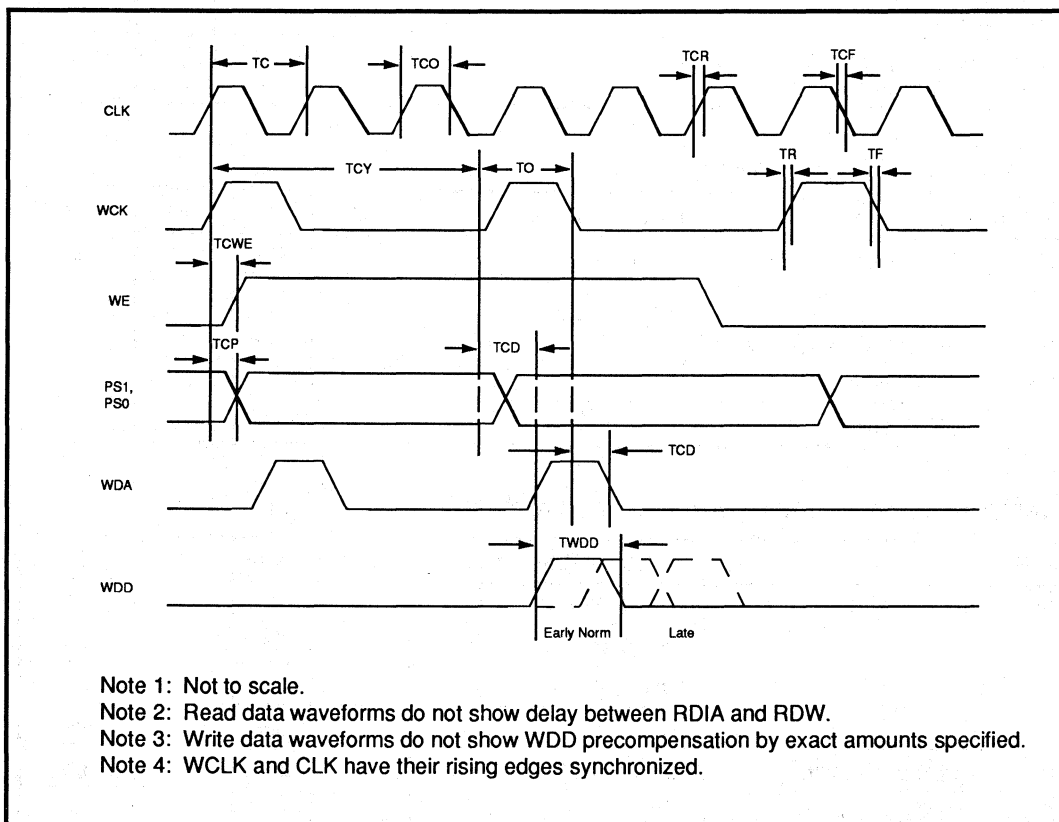 TC
TCO
TCR
TCF
CLK
TCY
TO
TR
TF
WCK
TCWE
WE
TCP
TCD
PS1,
PS0
TCD
WDA
TWDD
WDD
Early Norm
Late
Note 1: Not to scale.
Note 2: Read data waveforms do not show delay between RDIA and RDW.
Note 3: Write data waveforms do not show WDD precompensation by exact amounts specified.
Note 4: WCLK and CLK have their rising edges synchronized.